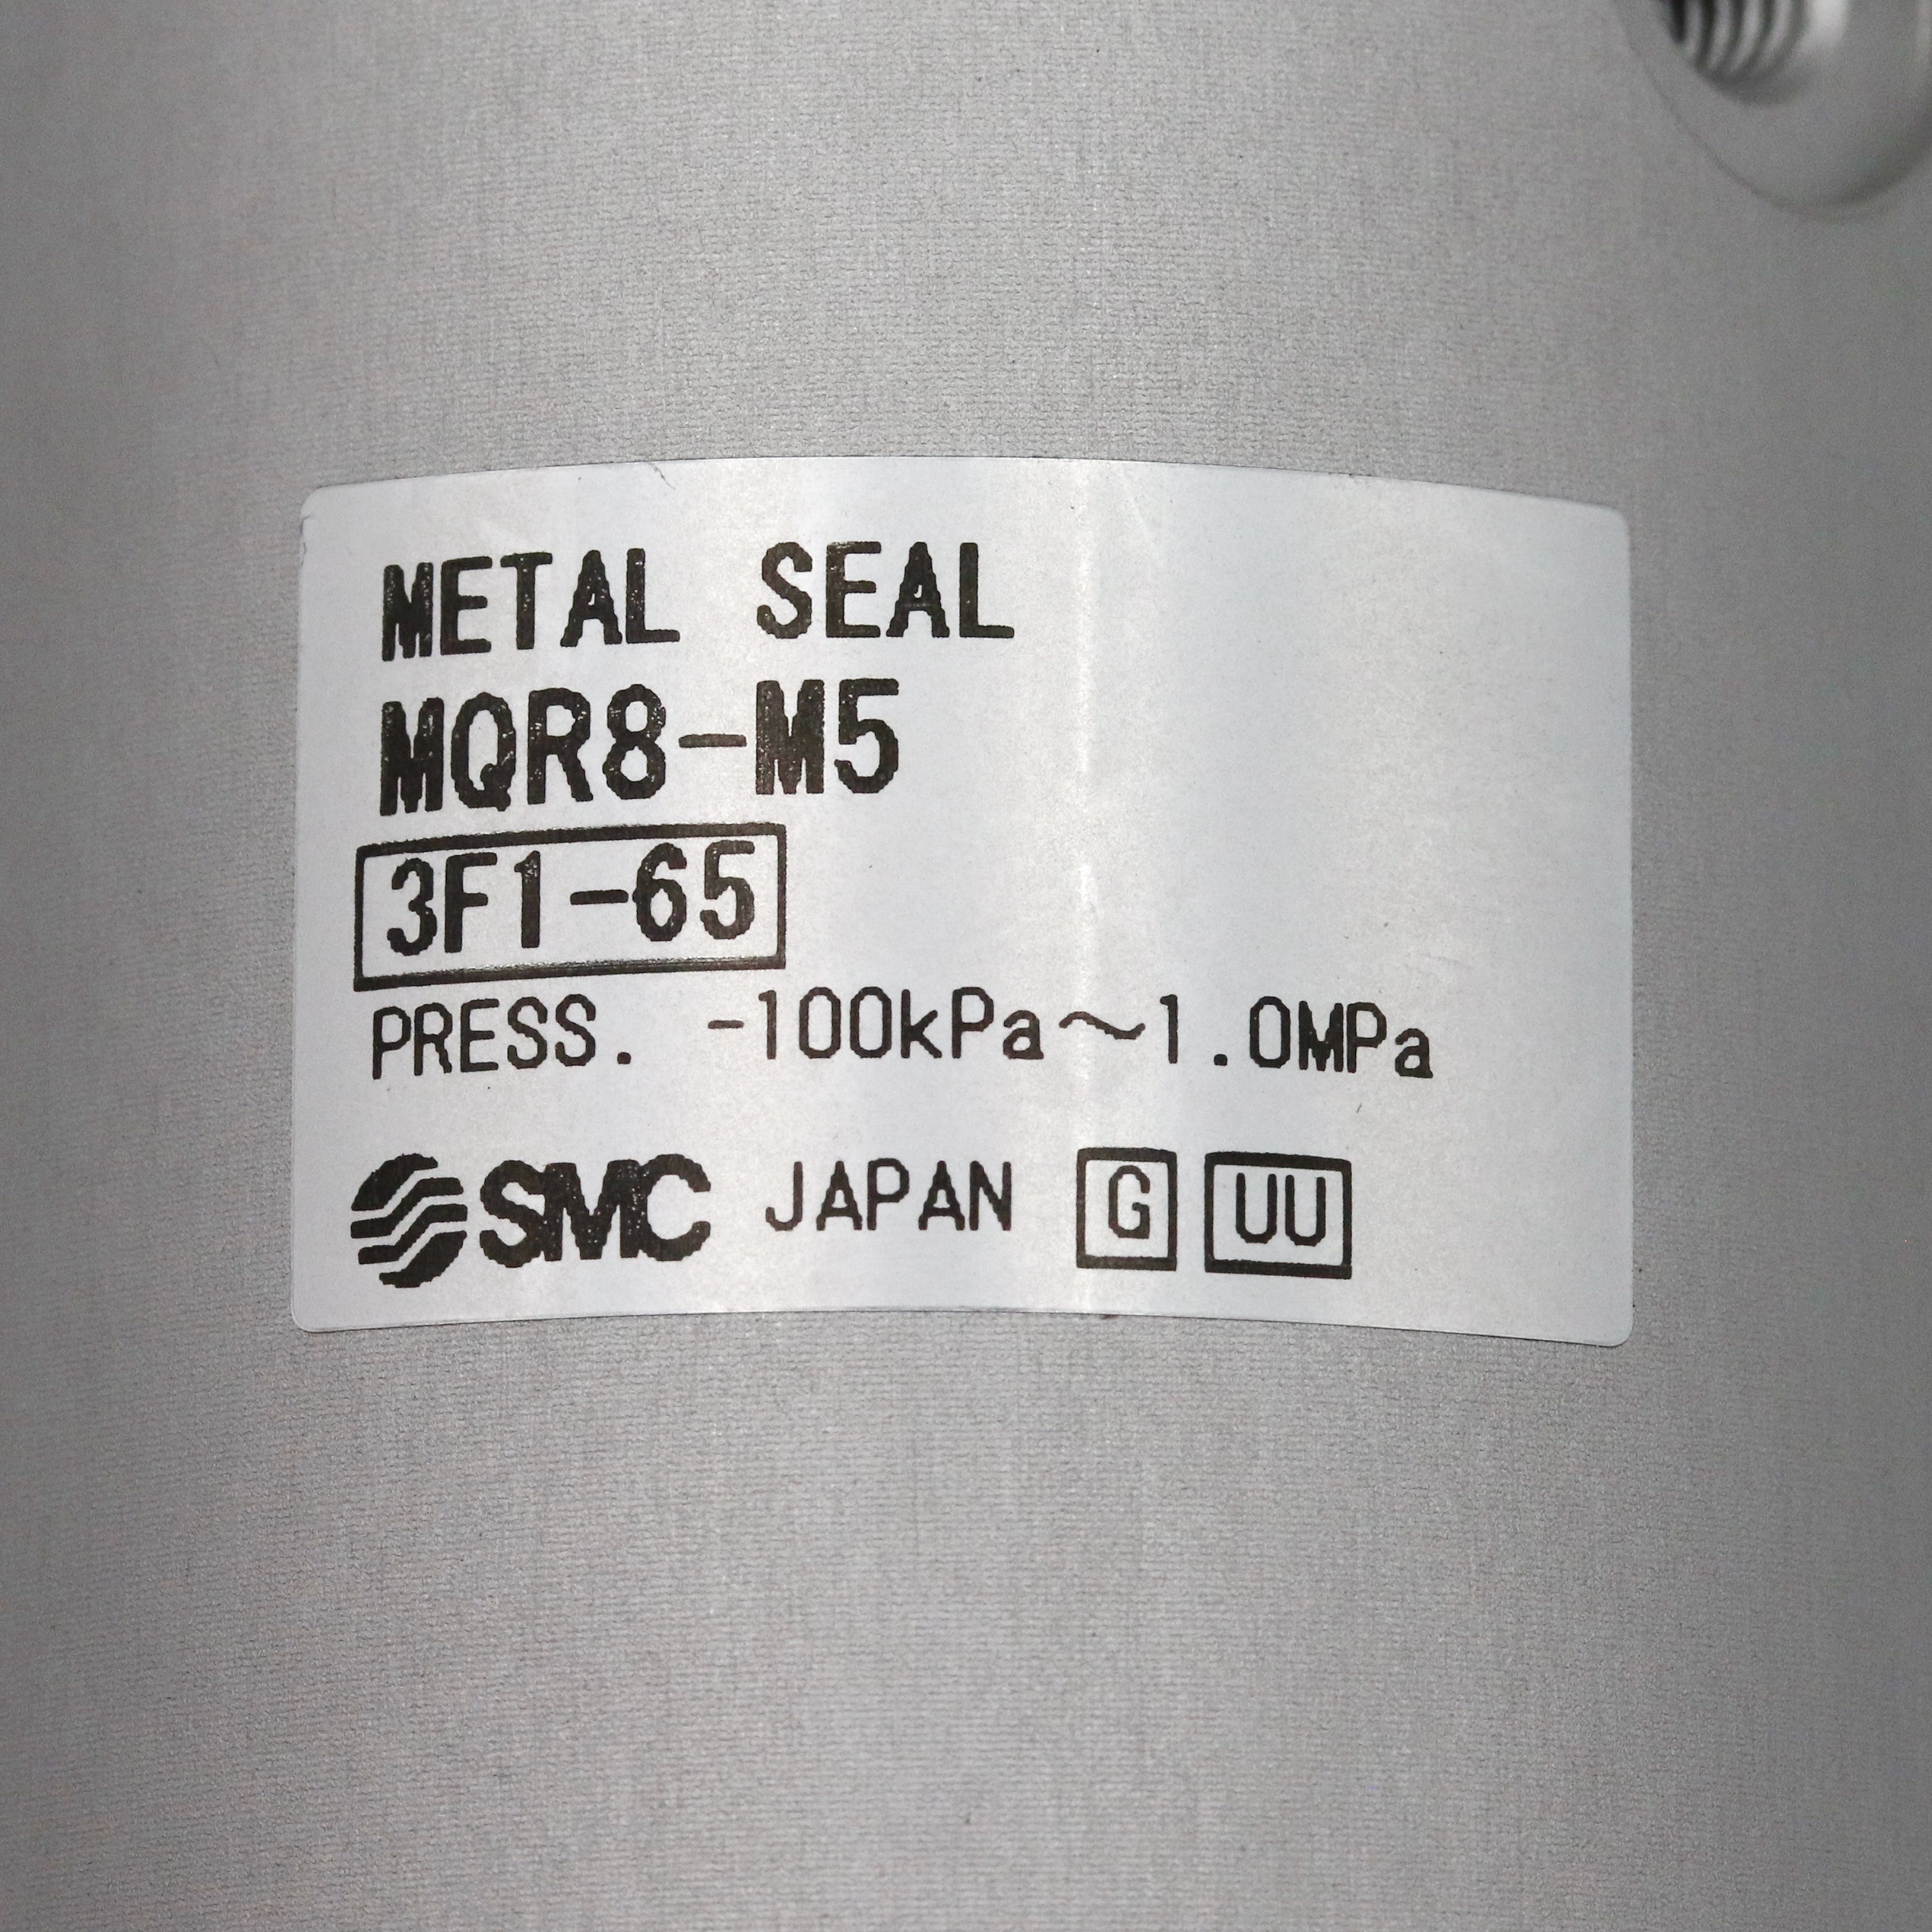 METAL SEAL
MQR8-M5
3F1-65
PRESS. -100kPa～1.0MPa
SMC JAPAN G UU